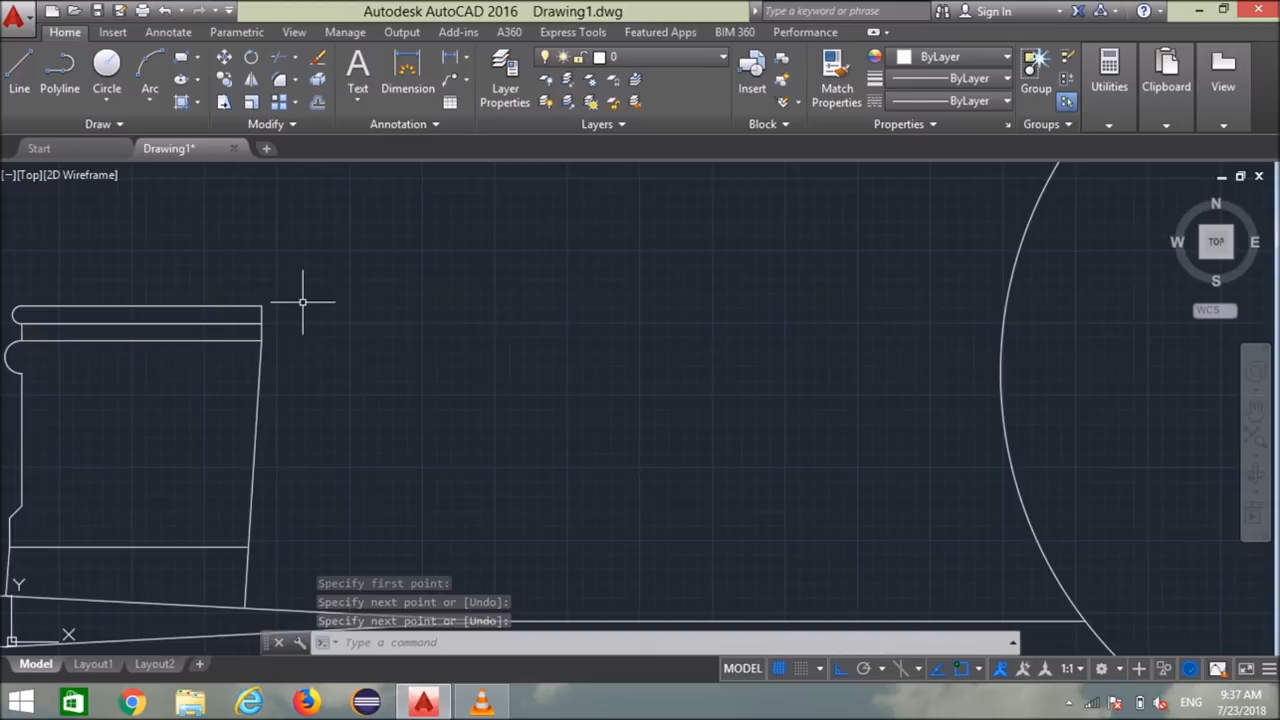 Autodesk AutoCAD 2016 Drawing1.dwg
Type a keyword or phrase
Sign In
Home Insert Annotate Parametric View Manage Output Add-ins A360 Express Tools Featured Apps BIM 360 Performance
Line Polyline Circle Arc
Text Dimension
Layer Properties
0
Insert
Match Properties
ByLayer
ByLayer
ByLayer
Group
Utilities
Clipboard
View
Draw Modify Annotation Layers Block Properties Groups
Start Drawing1*
[−][Top][2D Wireframe]
N
W TOP E
S
WCS
Y
X
Specify first point:
Specify next point or [Undo]:
Specify next point or [Undo]:
Type a command
Model Layout1 Layout2
MODEL 1:1
ENG
9:37 AM
7/23/2018